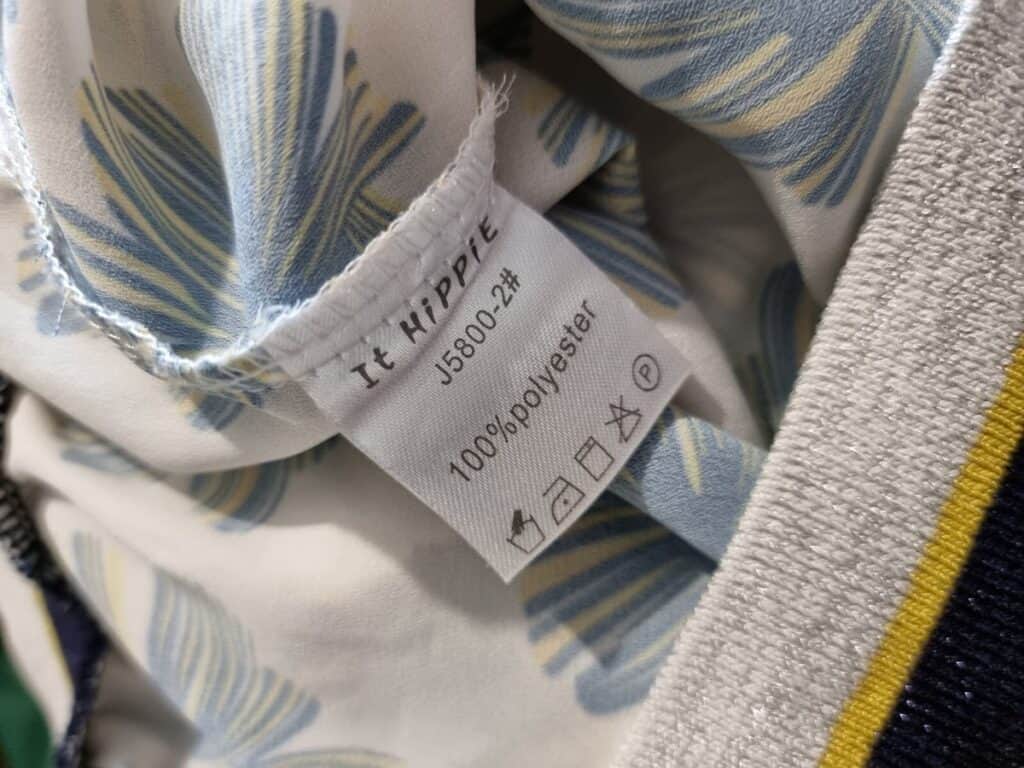 It HiPPiE
J5800-2#
100%polyester
P